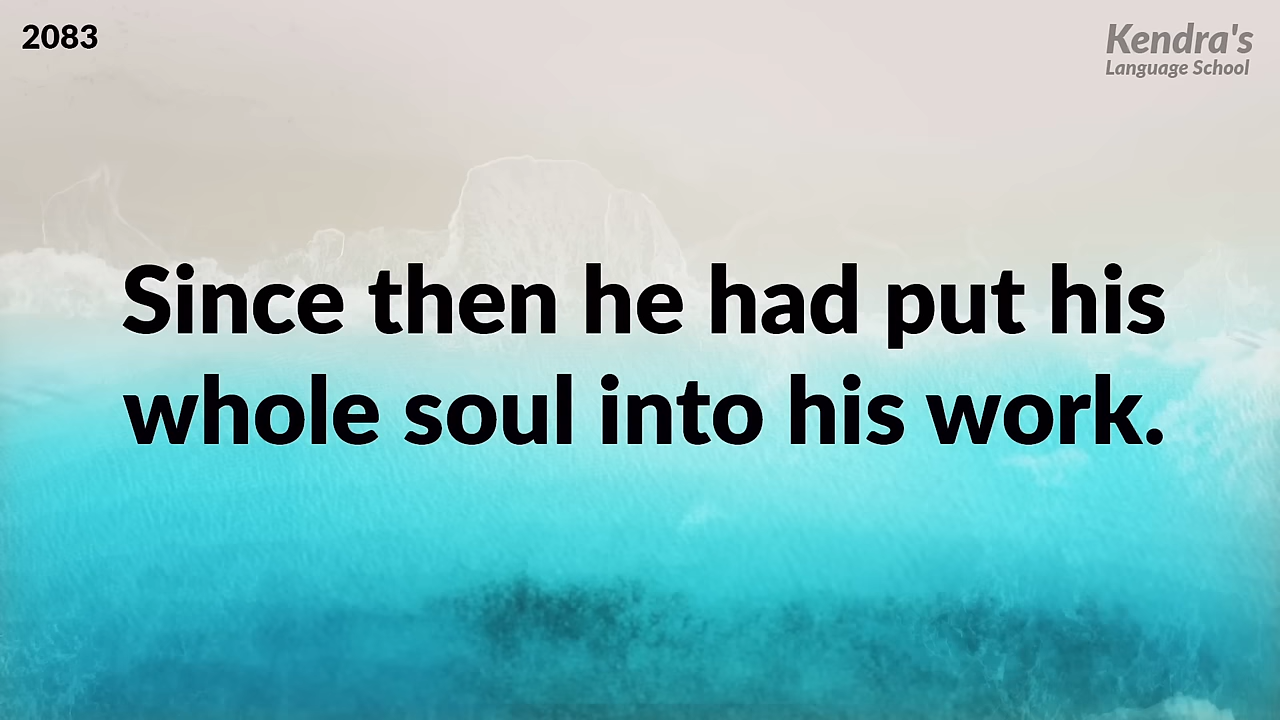 2083
Kendra's
Language School
Since then he had put his
whole soul into his work.